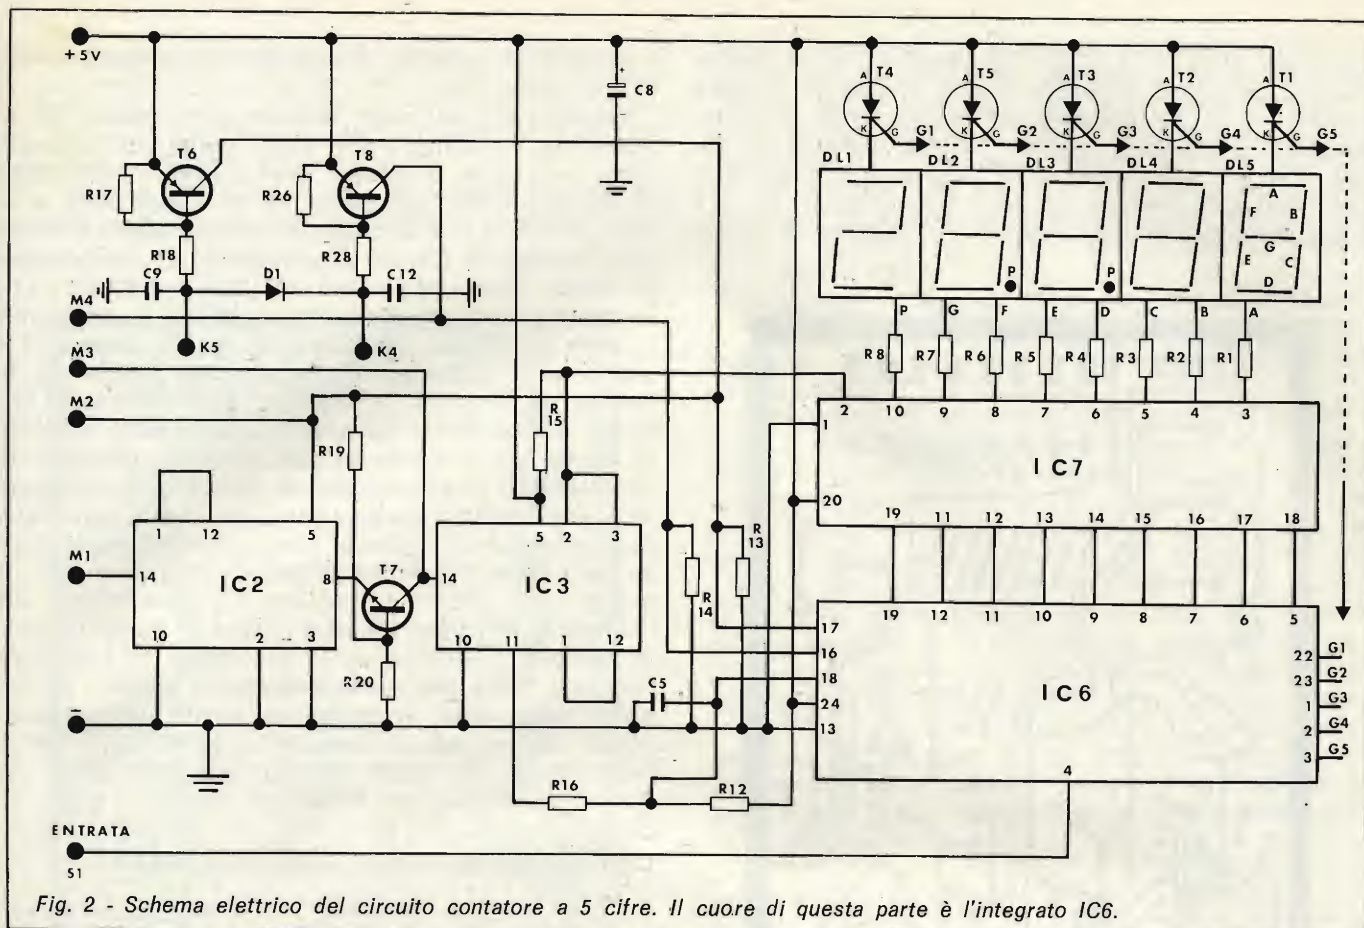 +5V
C8
T4
T5
T3
T2
T1
A
A
A
A
A
K
G
K
G
K
G
K
G
K
G
G1
G2
G3
G4
G5
T6
T8
R17
R26
R18
R28
C9
D1
C12
M4
K5
K4
M3
M2
DL1
DL2
DL3
DL4
DL5
A
F
B
G
E
C
D
P
P
P
G
F
E
D
C
B
A
R8
R7
R6
R5
R4
R3
R2
R1
R
15
R19
2
10
9
8
7
6
5
4
3
1
IC7
20
19
11
12
13
14
15
16
17
18
1
12
5
M1
14
IC2
8
T7
10
2
3
R20
5
2
3
14
IC3
10
11
1
12
R
13
R
14
C5
19
12
11
10
9
8
7
6
5
17
16
18
24
13
IC6
22
G1
23
G2
1
G3
2
G4
3
G5
4
−
R16
R12
ENTRATA
S1
Fig. 2 - Schema elettrico del circuito contatore a 5 cifre. Il cuore di questa parte è l'integrato IC6.